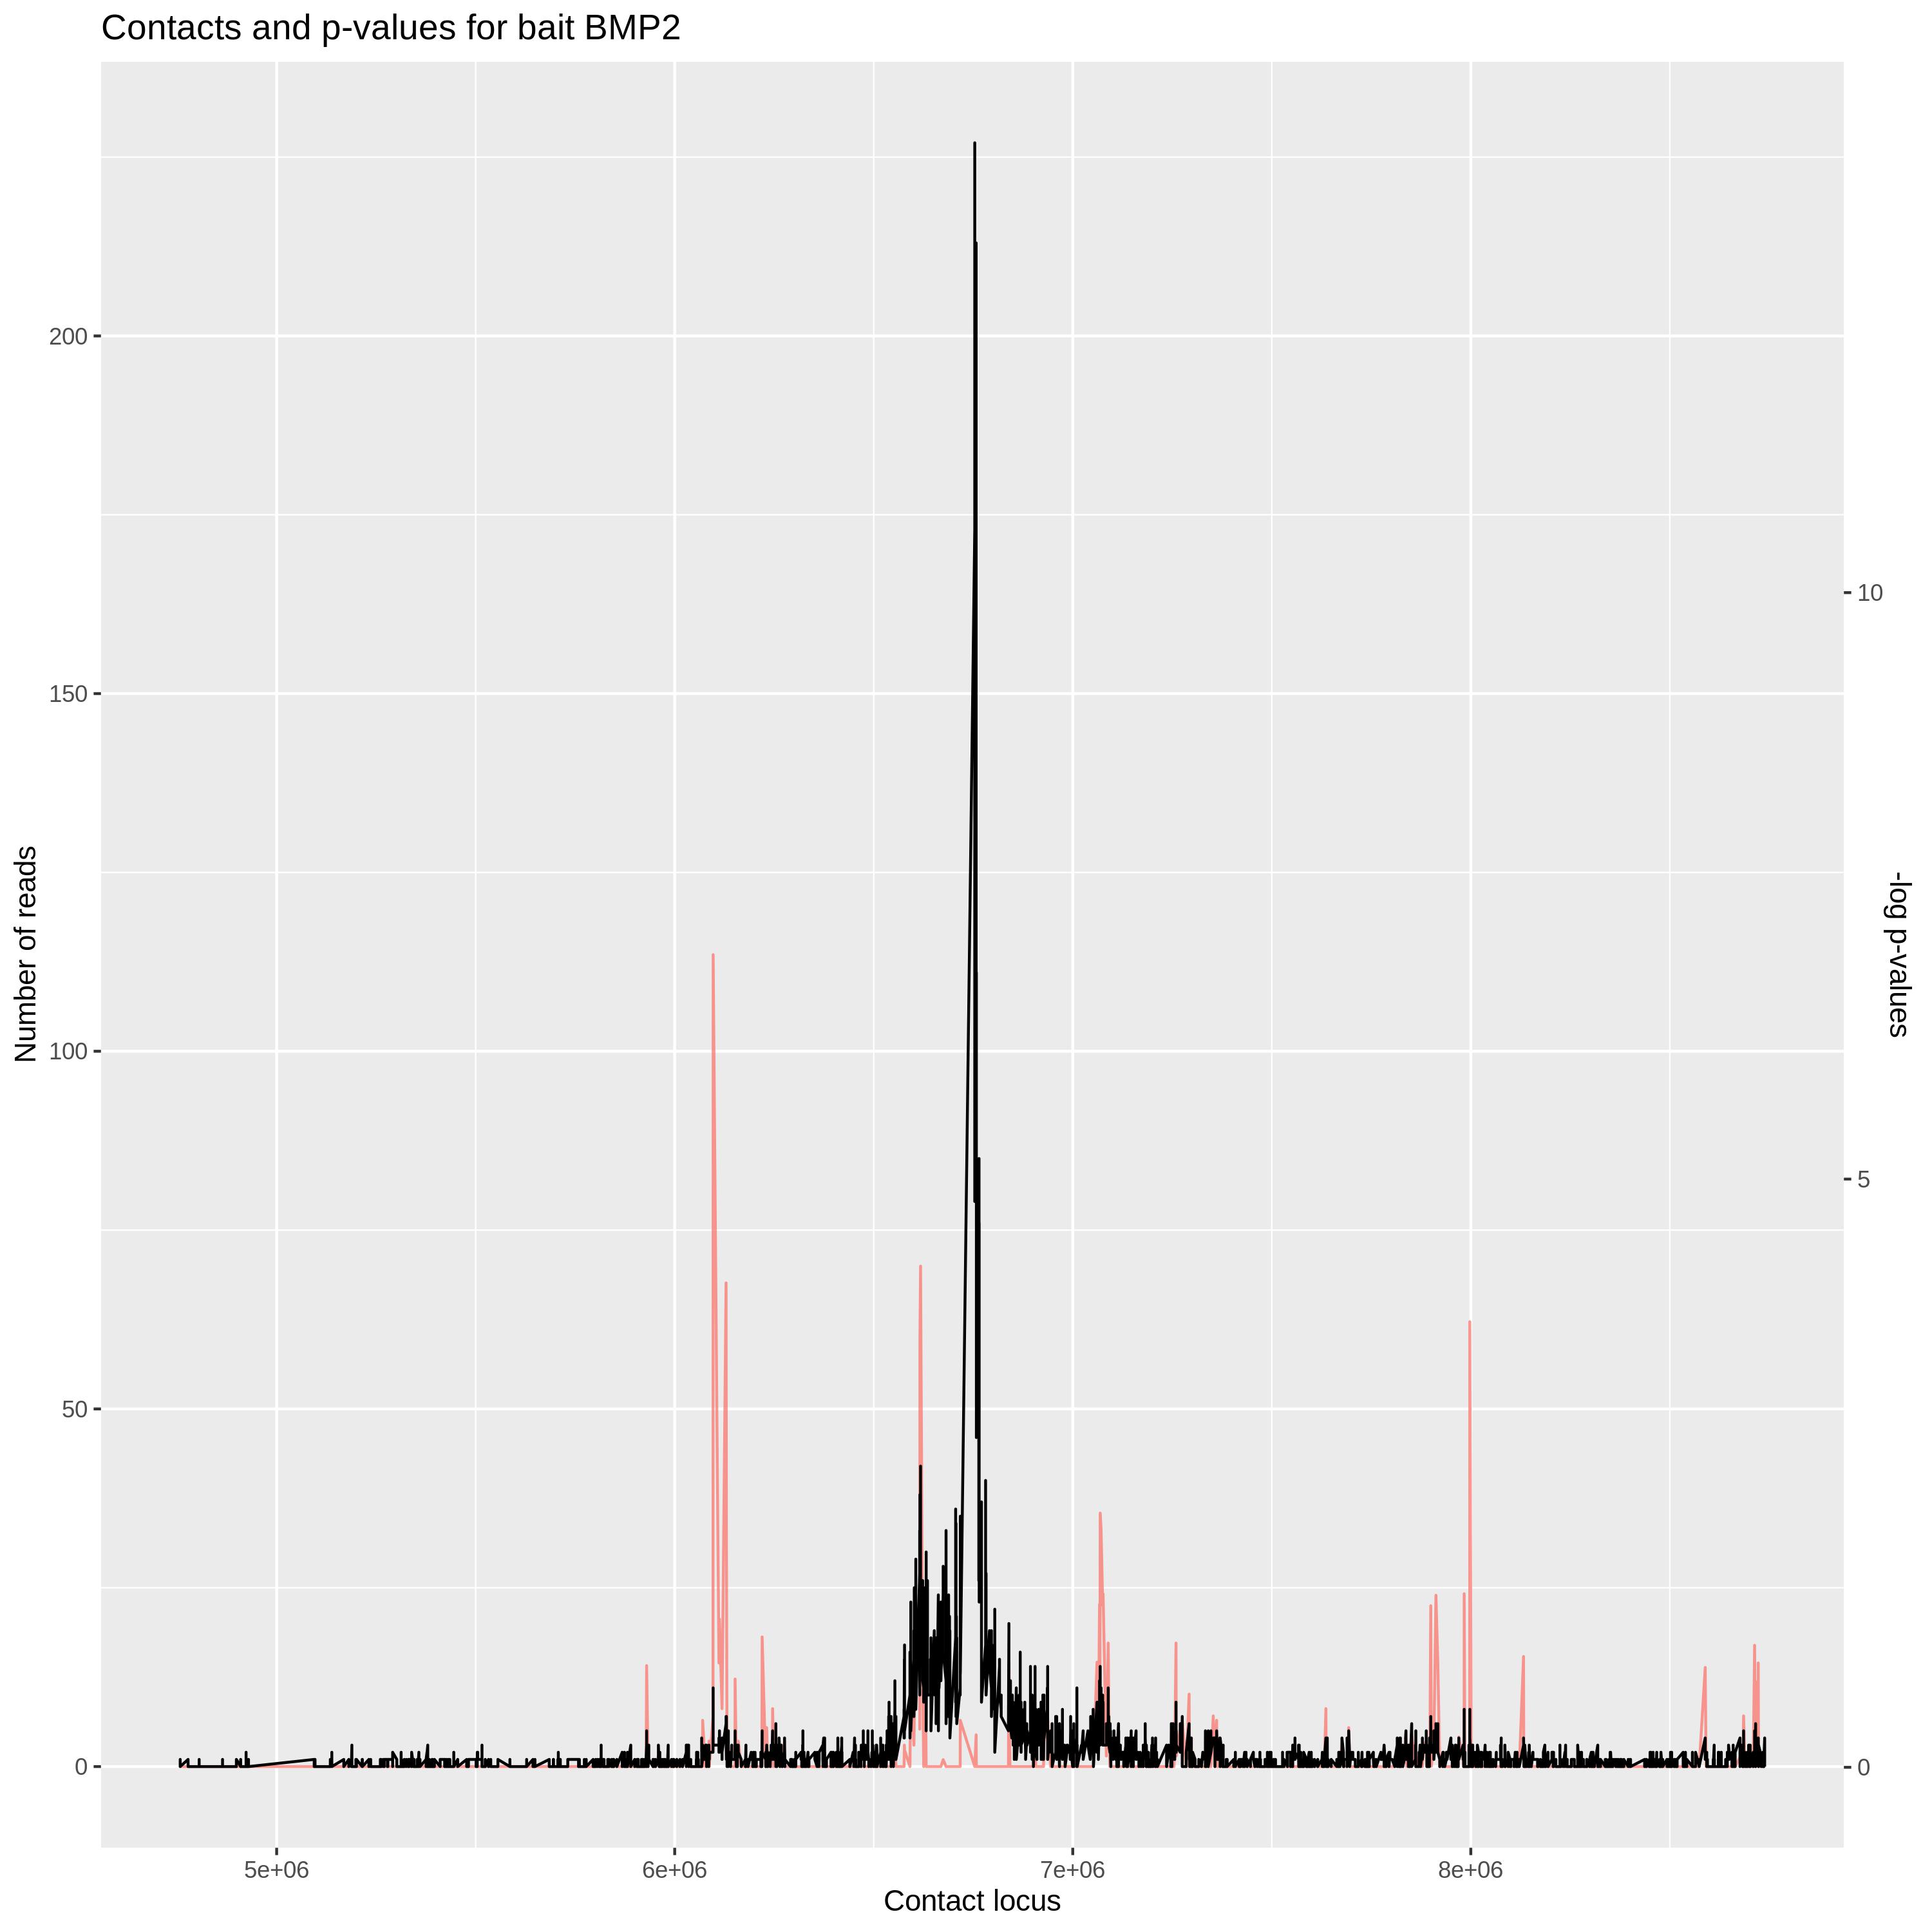 Contacts and p-values for bait BMP2
200
150
100
50
0
Number of reads
10
5
0
-log p-values
5e+06
6e+06
7e+06
8e+06
Contact locus